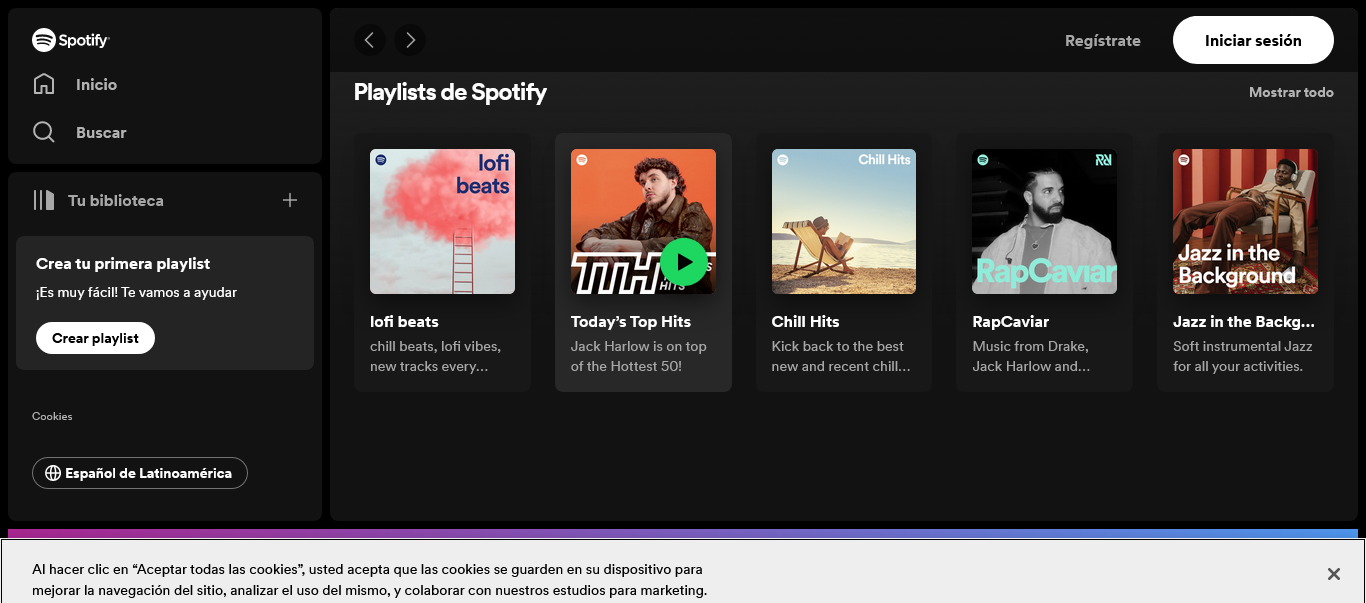 Spotify
Inicio
Buscar
Tu biblioteca
Crea tu primera playlist
¡Es muy fácil! Te vamos a ayudar
Crear playlist
Cookies
Español de Latinoamérica
Regístrate
Iniciar sesión
Playlists de Spotify
Mostrar todo
lofi
beats
lofi beats
chill beats, lofi vibes,
new tracks every…
TTH
HITS
Today’s Top Hits
Jack Harlow is on top
of the Hottest 50!
Chill Hits
Chill Hits
Kick back to the best
new and recent chill…
RapCaviar
RapCaviar
Music from Drake,
Jack Harlow and…
Jazz in the
Background
Jazz in the Backg…
Soft instrumental Jazz
for all your activities.
Al hacer clic en “Aceptar todas las cookies”, usted acepta que las cookies se guarden en su dispositivo para
mejorar la navegación del sitio, analizar el uso del mismo, y colaborar con nuestros estudios para marketing.